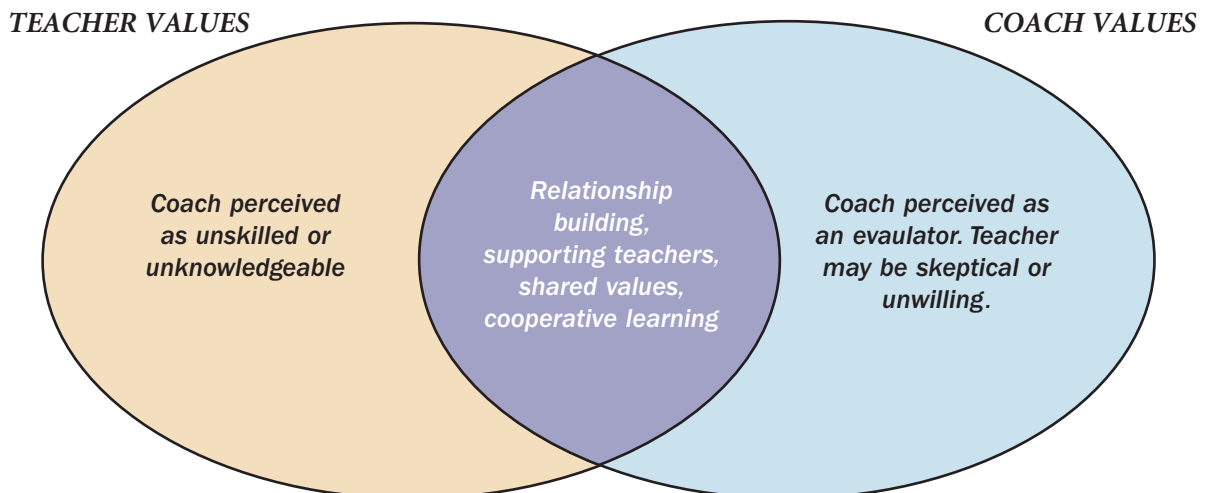 TEACHER VALUES
COACH VALUES
Coach perceived
as unskilled or
unknowledgeable
Relationship
building,
supporting teachers,
shared values,
cooperative learning
Coach perceived as
an evaulator. Teacher
may be skeptical or
unwilling.